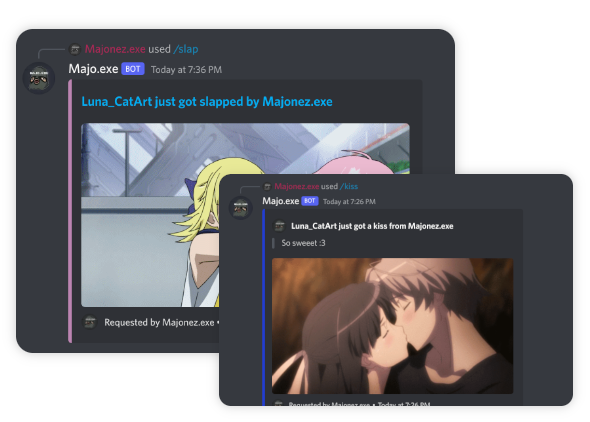 Majonez.exe used /slap
Majo.exe BOT Today at 7:36 PM
Luna_CatArt just got slapped by Majonez.exe
Requested by Majonez.exe •
Majonez.exe used /kiss
Majo.exe BOT Today at 7:26 PM
Luna_CatArt just got a kiss from Majonez.exe
So sweeet :3
Requested by Majonez.exe • Today at 7:26 PM